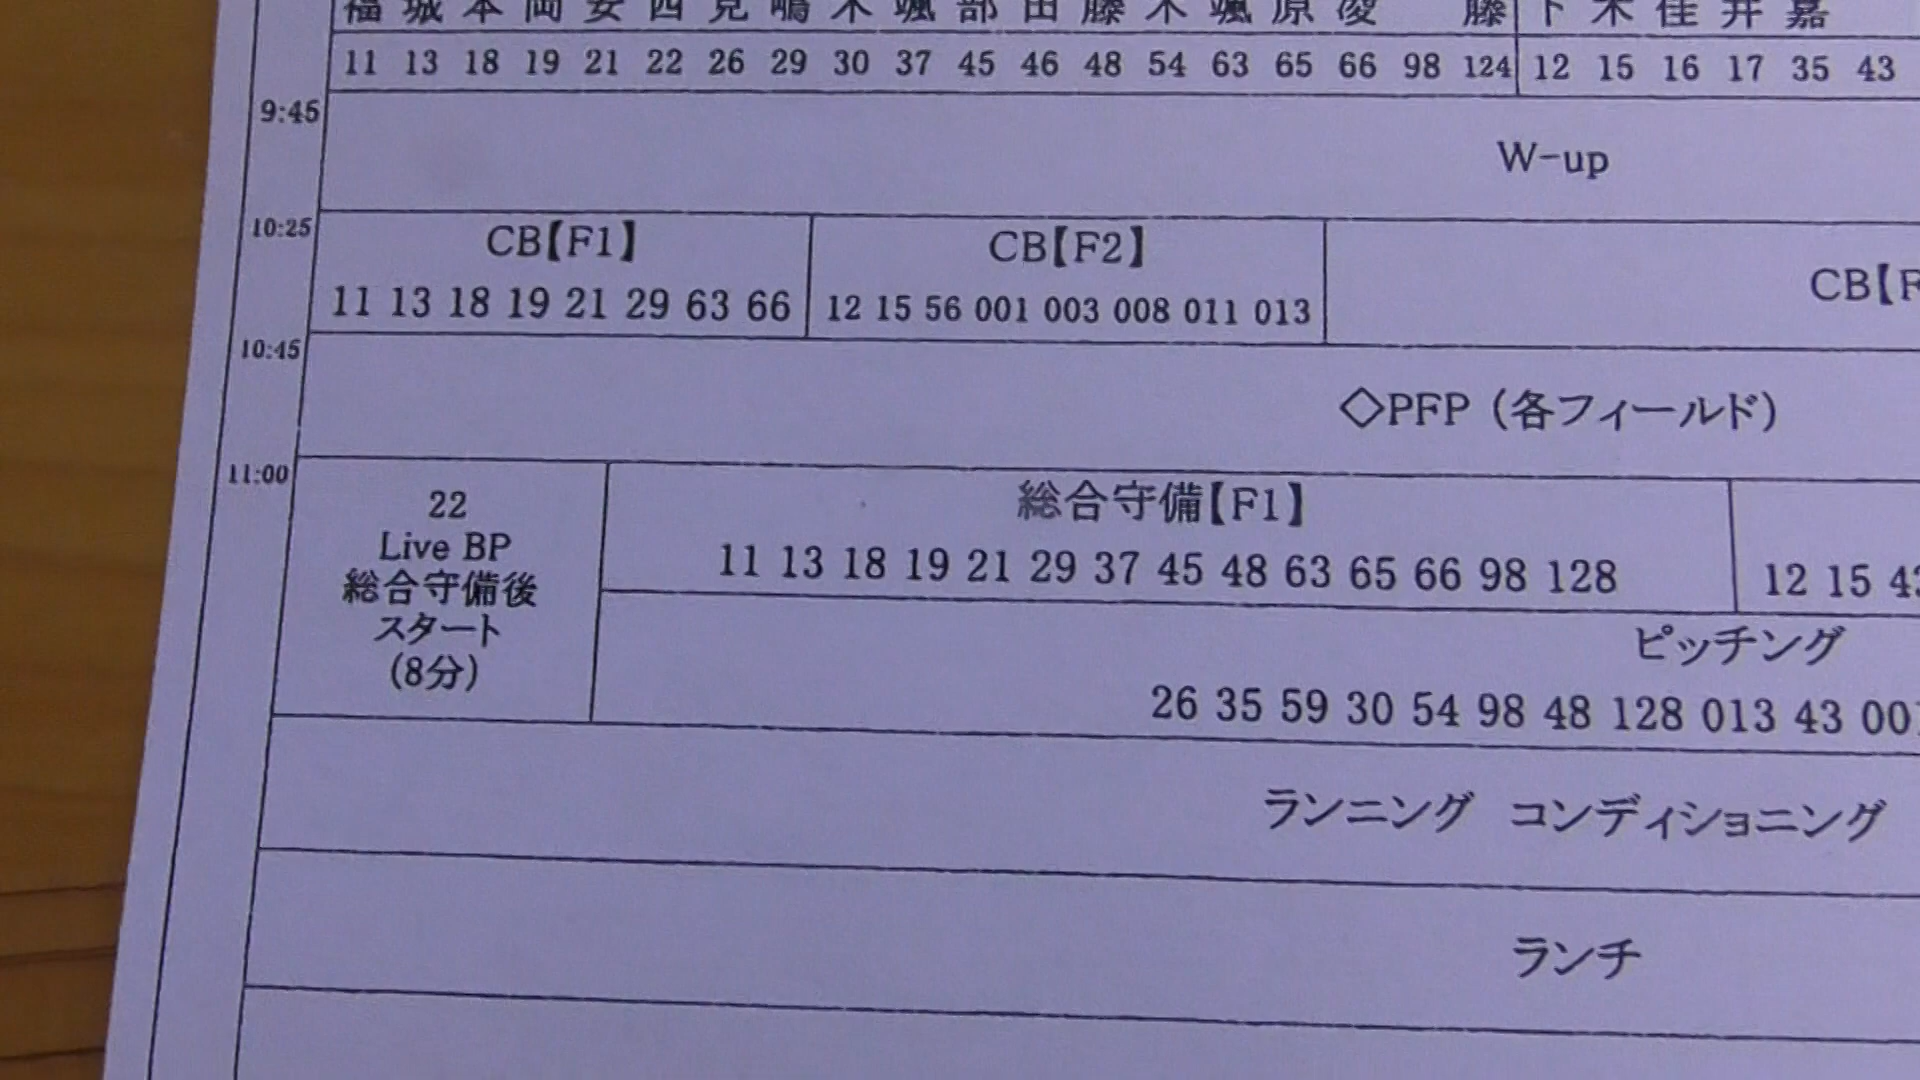 11 13 18 19 21 22 26 29 30 37 45 46 48 54 63 65 66 98 124 12 15 16 17 35 43
9:45
W-up
10:25
CB【F1】
11 13 18 19 21 29 63 66
CB【F2】
12 15 56 001 003 008 011 013
CB【F
10:45
◇PFP（各フィールド）
11:00
22
Live BP
総合守備後
スタート
(8分)
総合守備【F1】
11 13 18 19 21 29 37 45 48 63 65 66 98 128
12 15 43
ピッチング
26 35 59 30 54 98 48 128 013 43 001
ランニング コンディショニング
ランチ